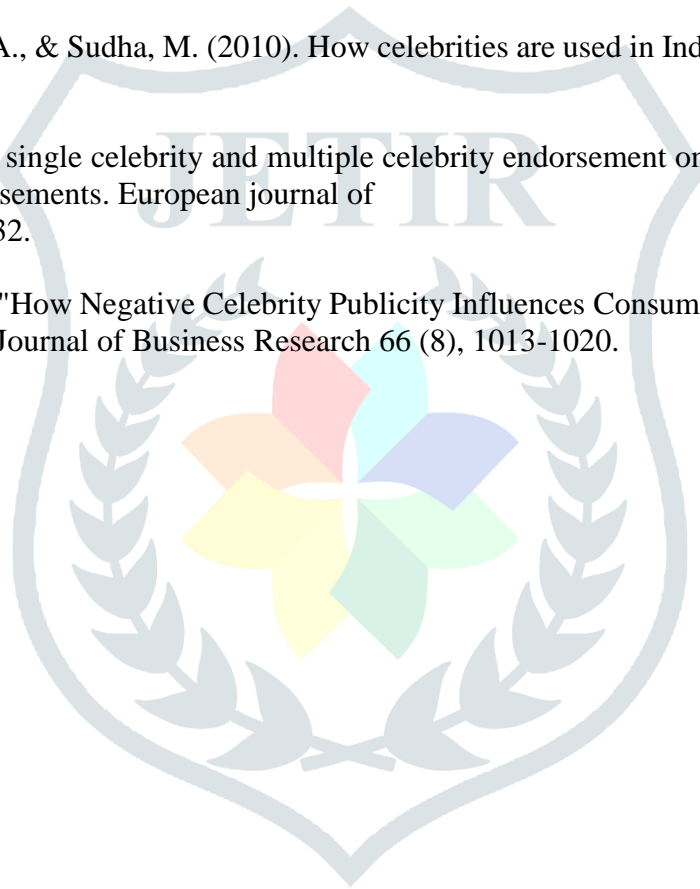 A., & Sudha, M. (2010). How celebrities are used in Ind
single celebrity and multiple celebrity endorsement on
sements. European journal of
32.
"How Negative Celebrity Publicity Influences Consum
Journal of Business Research 66 (8), 1013-1020.
JETIR